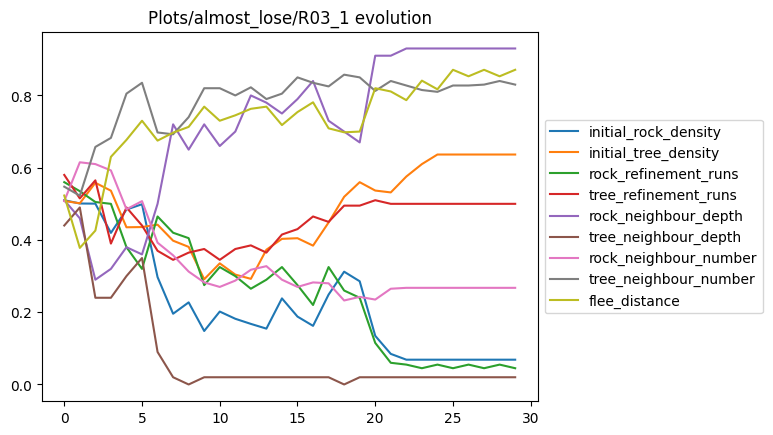 Plots/almost_lose/R03_1 evolution
0.8
0.6
0.4
0.2
0.0
0 5 10 15 20 25 30
initial_rock_density
initial_tree_density
rock_refinement_runs
tree_refinement_runs
rock_neighbour_depth
tree_neighbour_depth
rock_neighbour_number
tree_neighbour_number
flee_distance